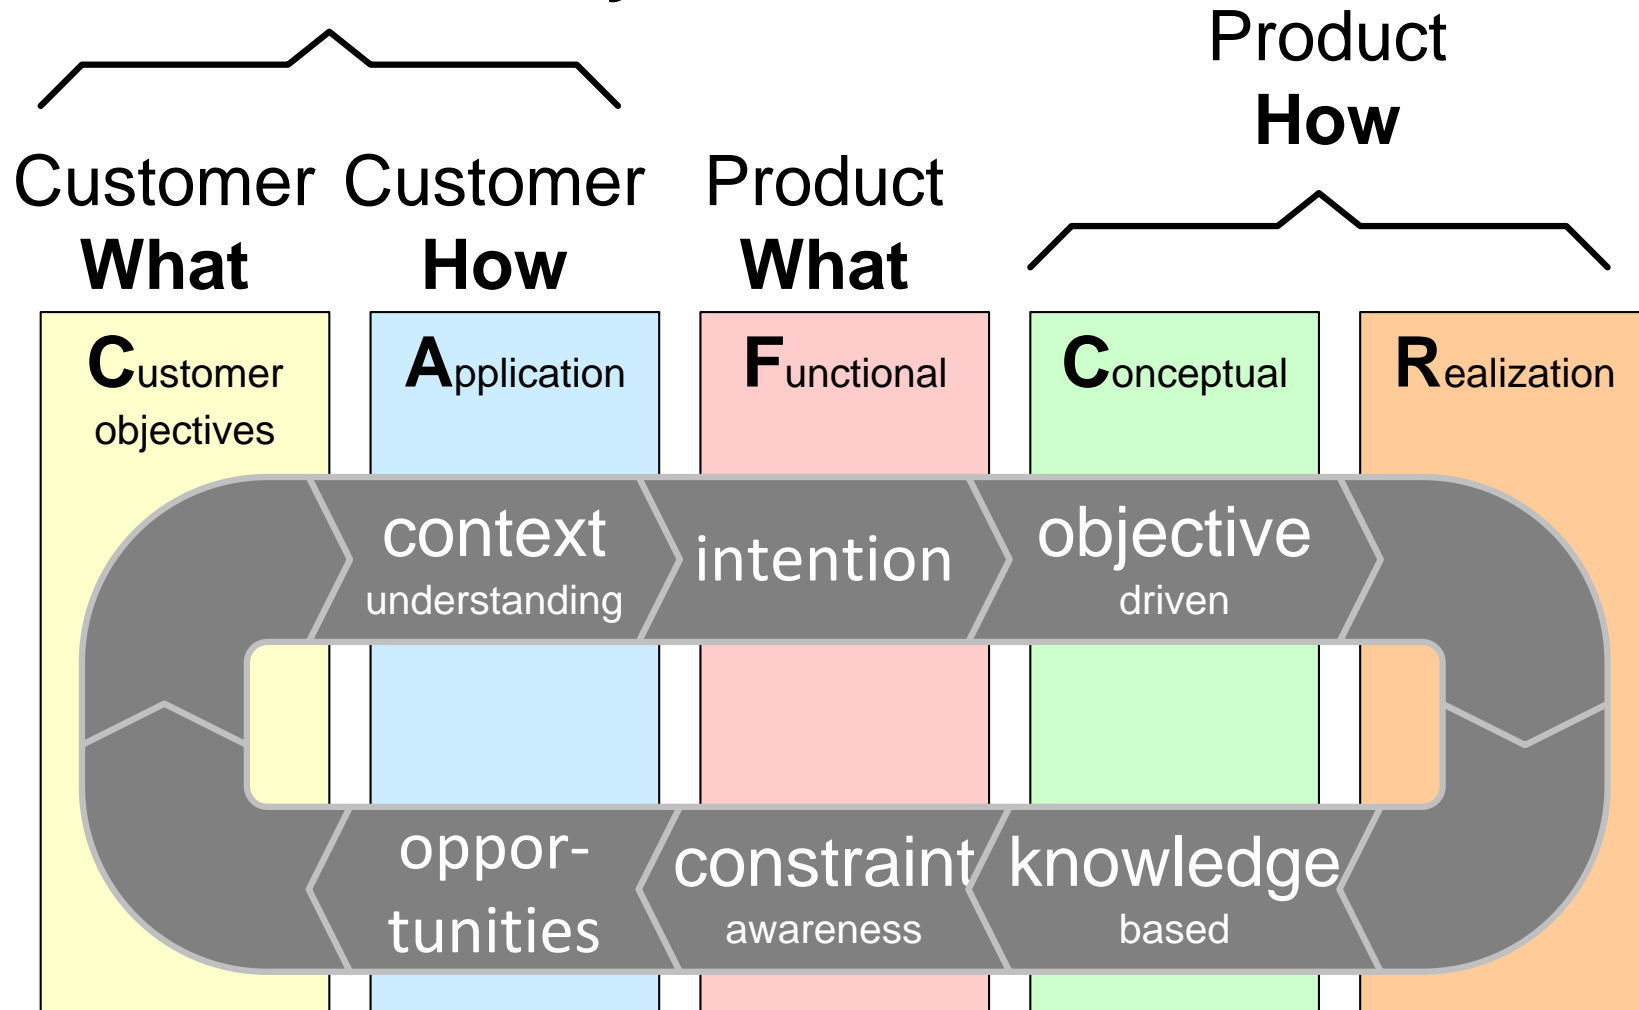 Product
How
Customer
What
Customer
How
Product
What
Customer
objectives
Application
Functional
Conceptual
Realization
context
understanding
intention
objective
driven
oppor-
tunities
constraint
awareness
knowledge
based